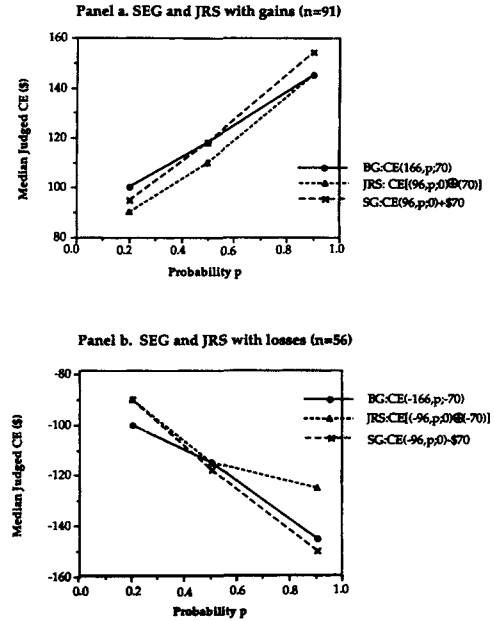 Panel a. SEG and JRS with gains (n=91)
160
140
120
100
80
Median Judged CE ($)
0.0 0.2 0.4 0.6 0.8 1.0
Probability p
BG:CE(166,p;70)
JRS: CE[(96,p;0)⊕(70)]
SG:CE(96,p;0)+$70
Panel b. SEG and JRS with losses (n=56)
-80
-100
-120
-140
-160
Median Judged CE ($)
0.0 0.2 0.4 0.6 0.8 1.0
Probability p
BG:CE(-166,p;-70)
JRS:CE[(-96,p;0)⊕(-70)]
SG:CE(-96,p;0)-$70